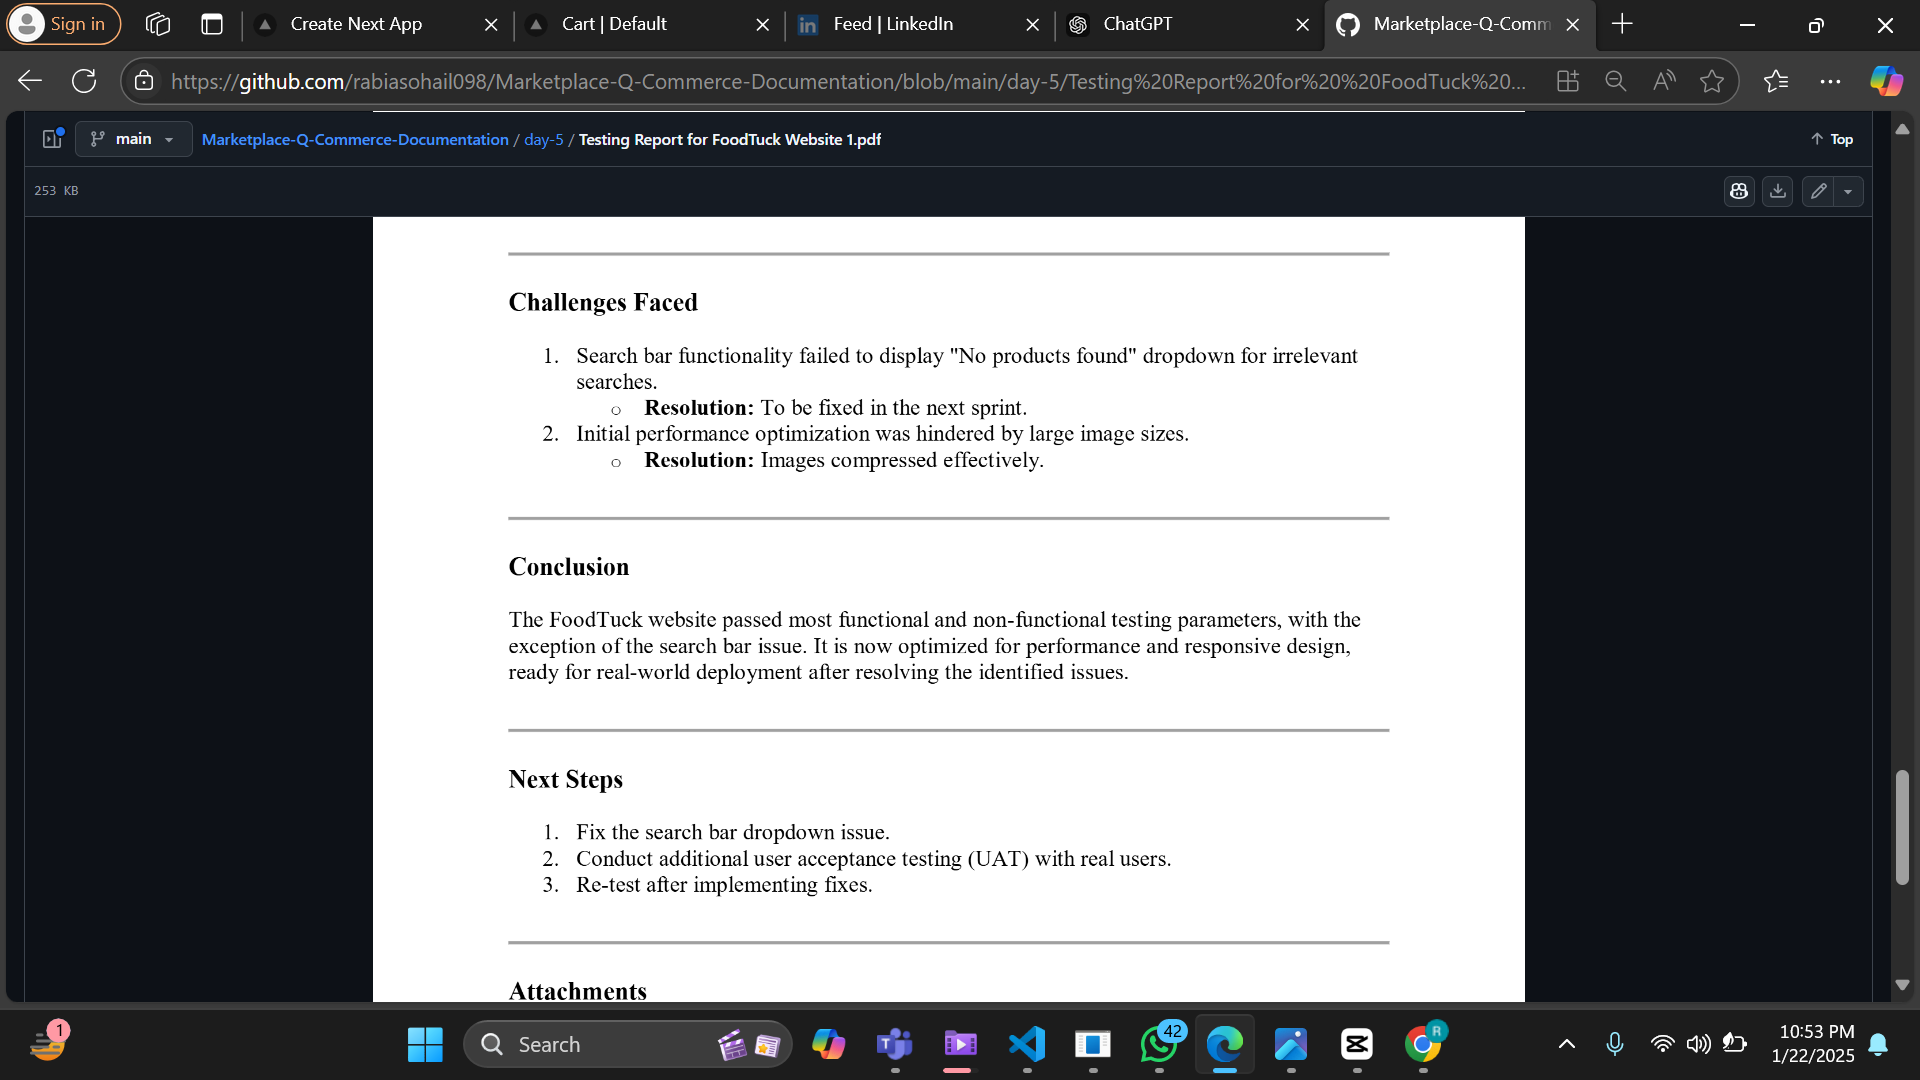 Sign in
Create Next App
Cart | Default
Feed | LinkedIn
ChatGPT
Marketplace-Q-Comm
https://github.com/rabiasohail098/Marketplace-Q-Commerce-Documentation/blob/main/day-5/Testing%20Report%20for%20%20FoodTuck%20...
main
Marketplace-Q-Commerce-Documentation / day-5 / Testing Report for FoodTuck Website 1.pdf
Top
253 KB
Challenges Faced
1. Search bar functionality failed to display "No products found" dropdown for irrelevant
searches.
o Resolution: To be fixed in the next sprint.
2. Initial performance optimization was hindered by large image sizes.
o Resolution: Images compressed effectively.
Conclusion
The FoodTuck website passed most functional and non-functional testing parameters, with the
exception of the search bar issue. It is now optimized for performance and responsive design,
ready for real-world deployment after resolving the identified issues.
Next Steps
1. Fix the search bar dropdown issue.
2. Conduct additional user acceptance testing (UAT) with real users.
3. Re-test after implementing fixes.
Attachments
1
Search
42
R
10:53 PM
1/22/2025